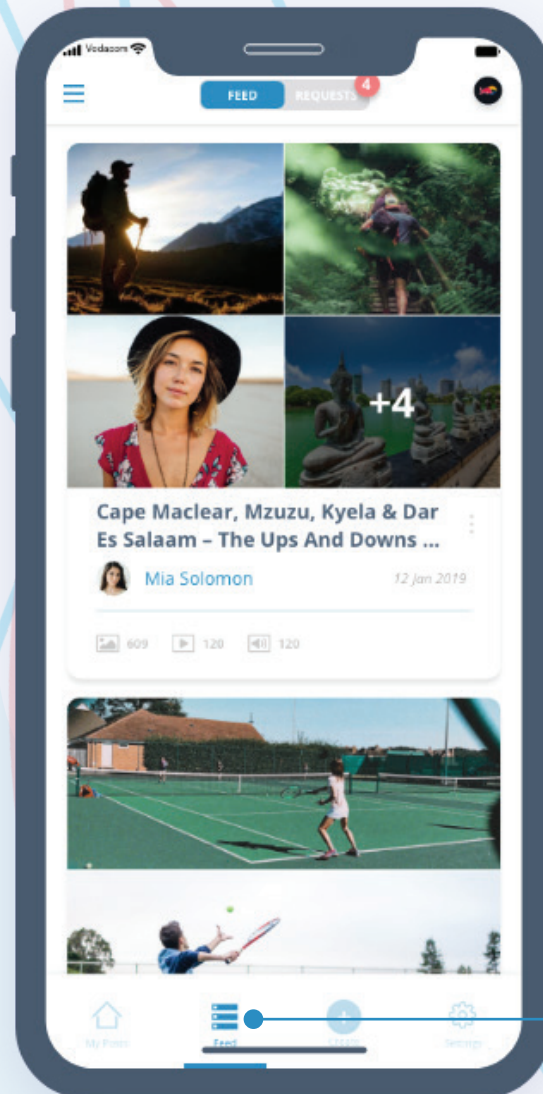 Vodacom
FEED
REQUESTS
4
+4
Cape Maclear, Mzuzu, Kyela & Dar
Es Salaam – The Ups And Downs ...
Mia Solomon
12 Jan 2019
609
120
120
My Posts
Feed
Create
Settings